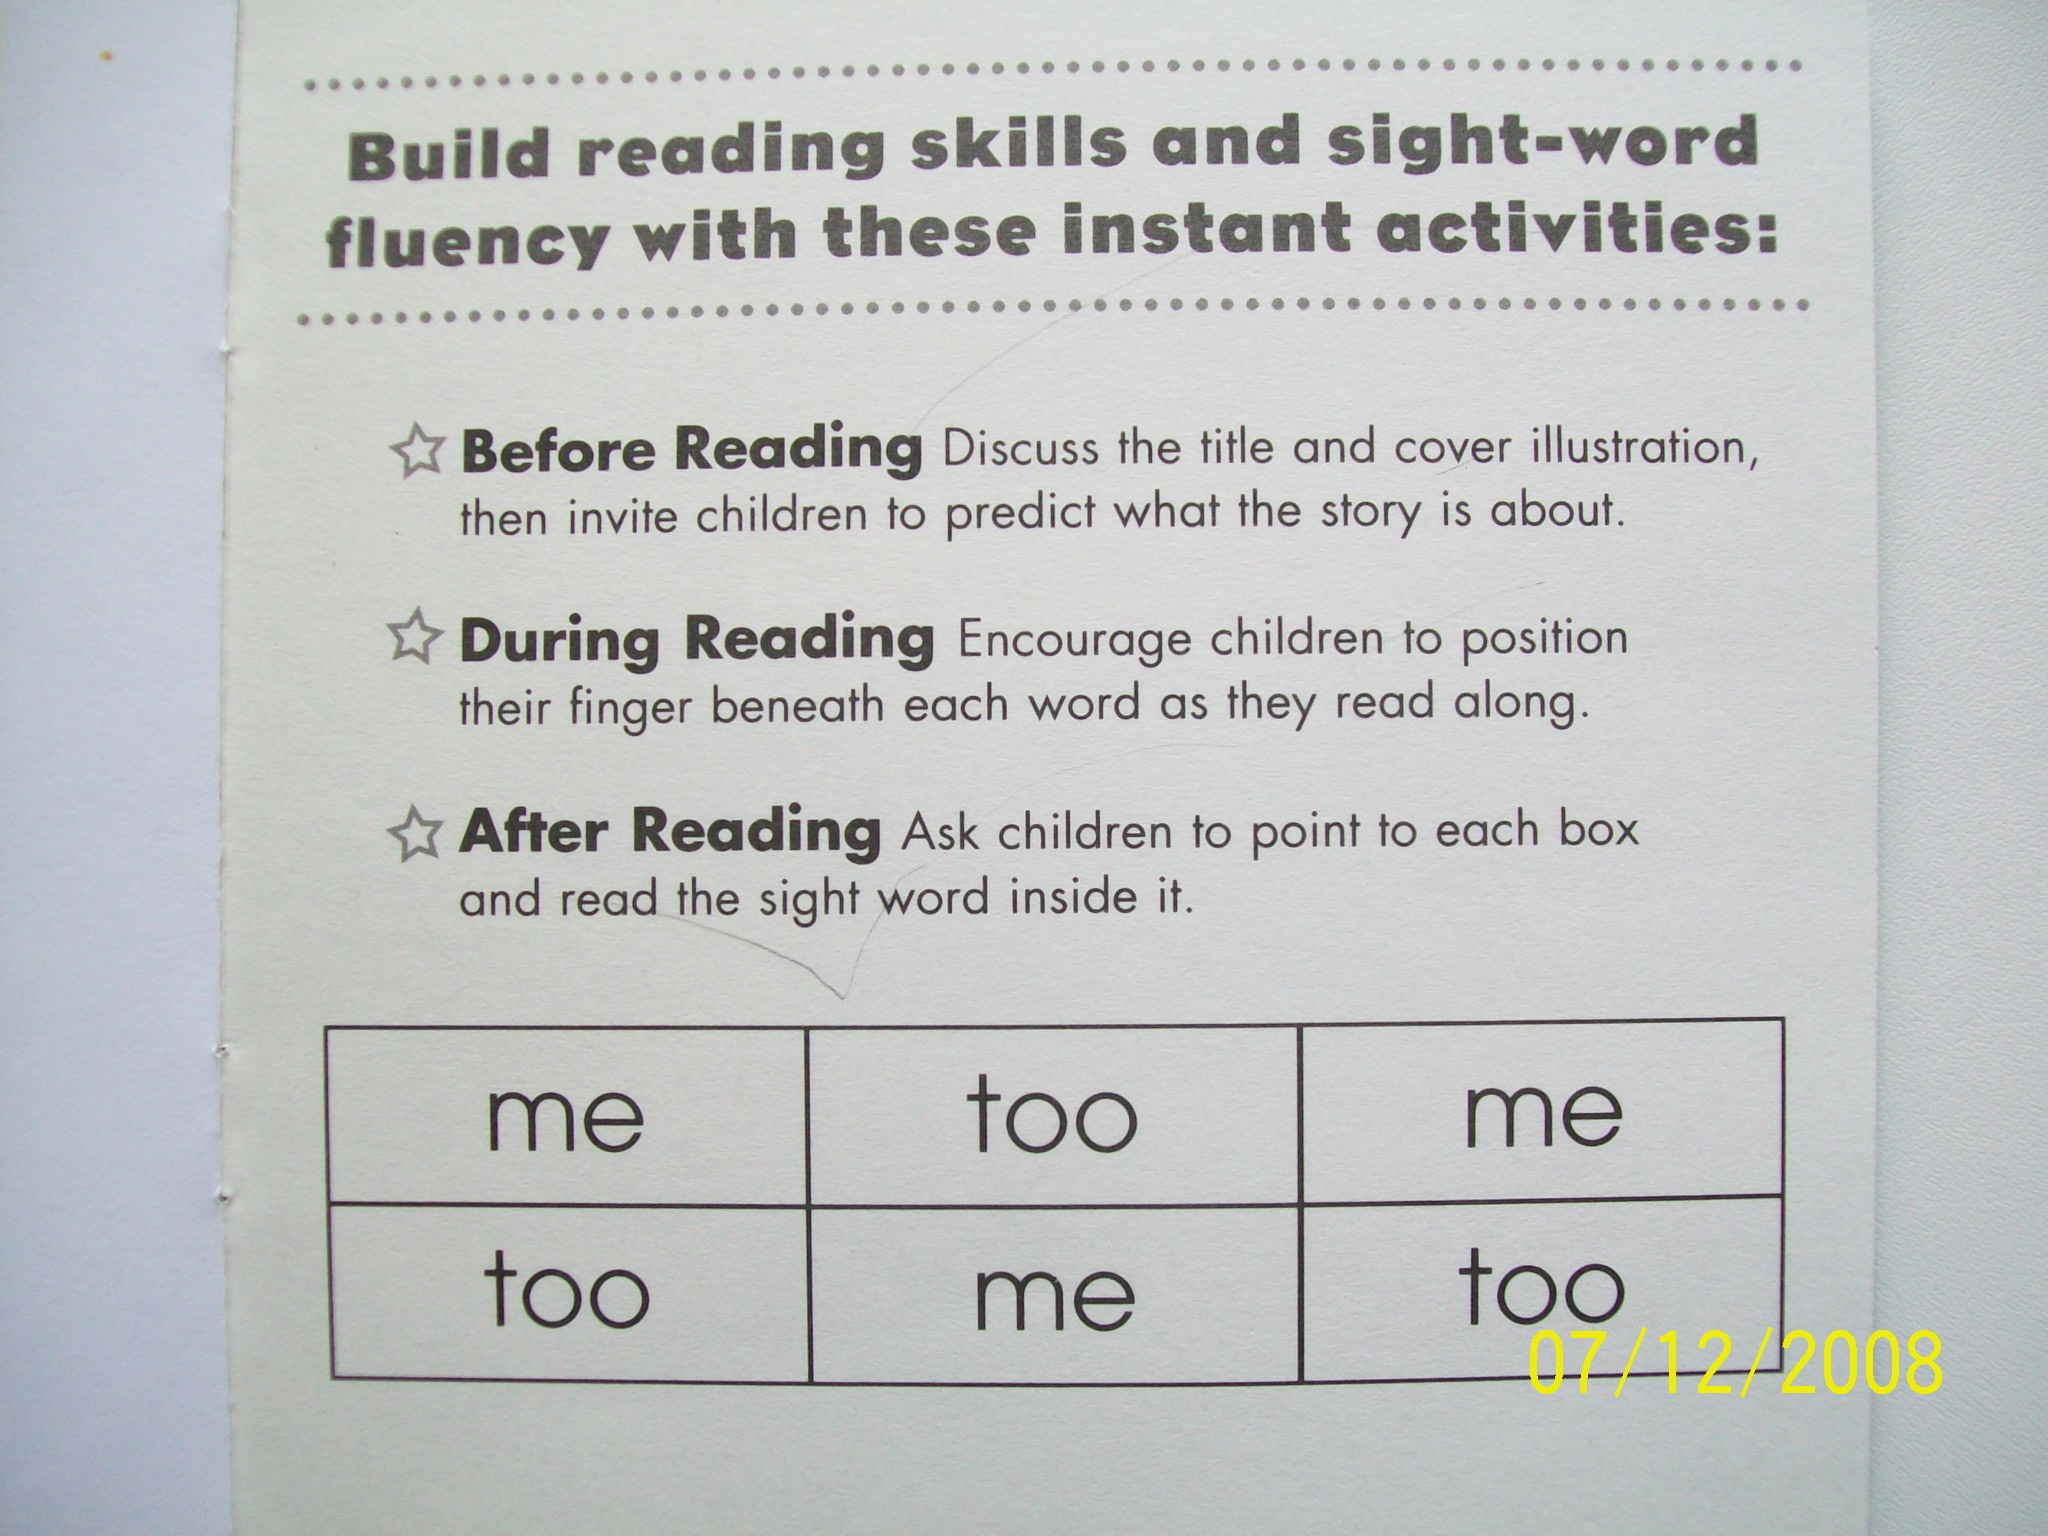 Build reading skills and sight-word
fluency with these instant activities:
Before Reading Discuss the title and cover illustration,
then invite children to predict what the story is about.
During Reading Encourage children to position
their finger beneath each word as they read along.
After Reading Ask children to point to each box
and read the sight word inside it.
me too me
too me too
07/12/2008